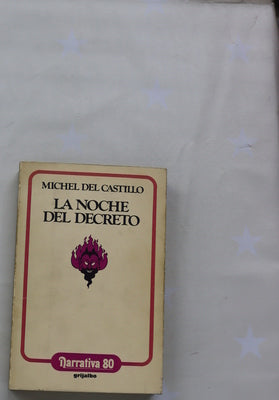 MICHEL DEL CASTILLO
LA NOCHE
DEL DECRETO
Narrativa 80
grijalbo